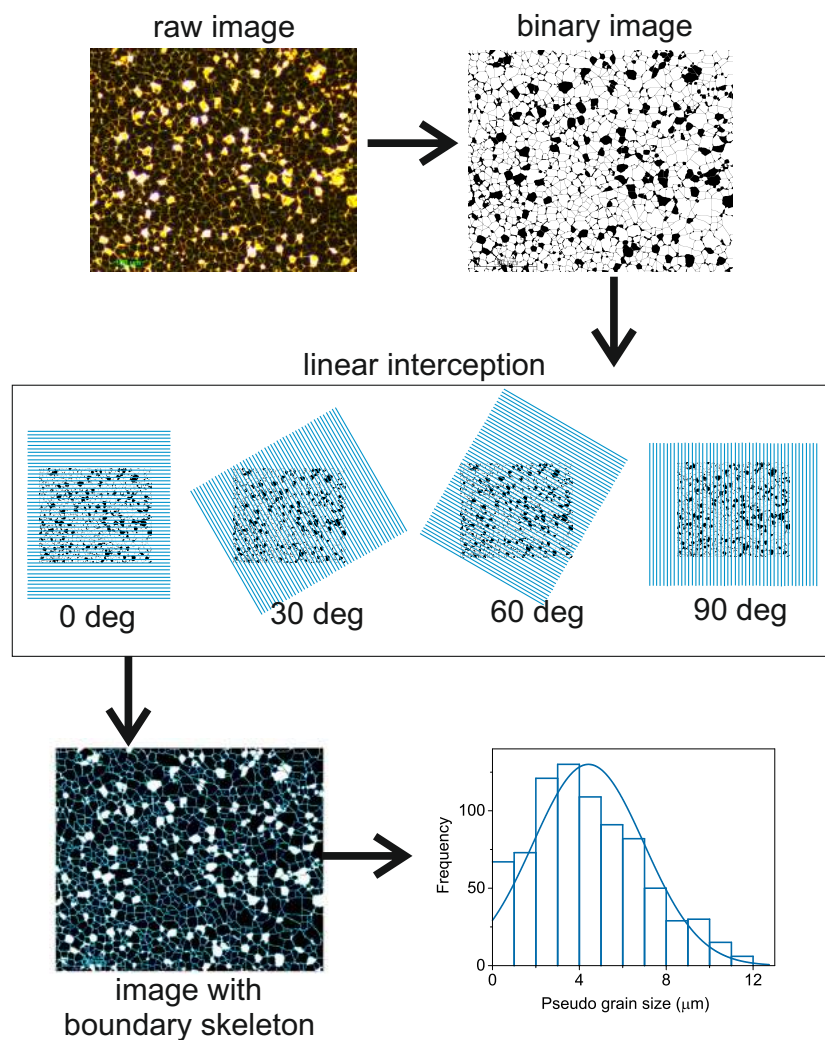 raw image
binary image
linear interception
0 deg
30 deg
60 deg
90 deg
image with
boundary skeleton
Frequency
100
50
0
0
4
8
12
Pseudo grain size (μm)